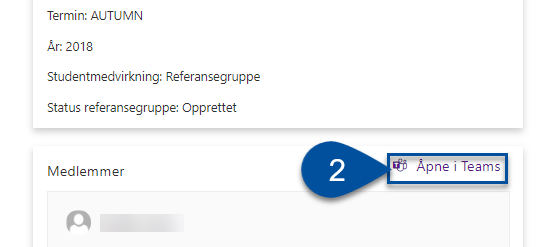 Termin: AUTUMN
År: 2018
Studentmedvirkning: Referansegruppe
Status referansegruppe: Opprettet
Medlemmer
2
Åpne i Teams